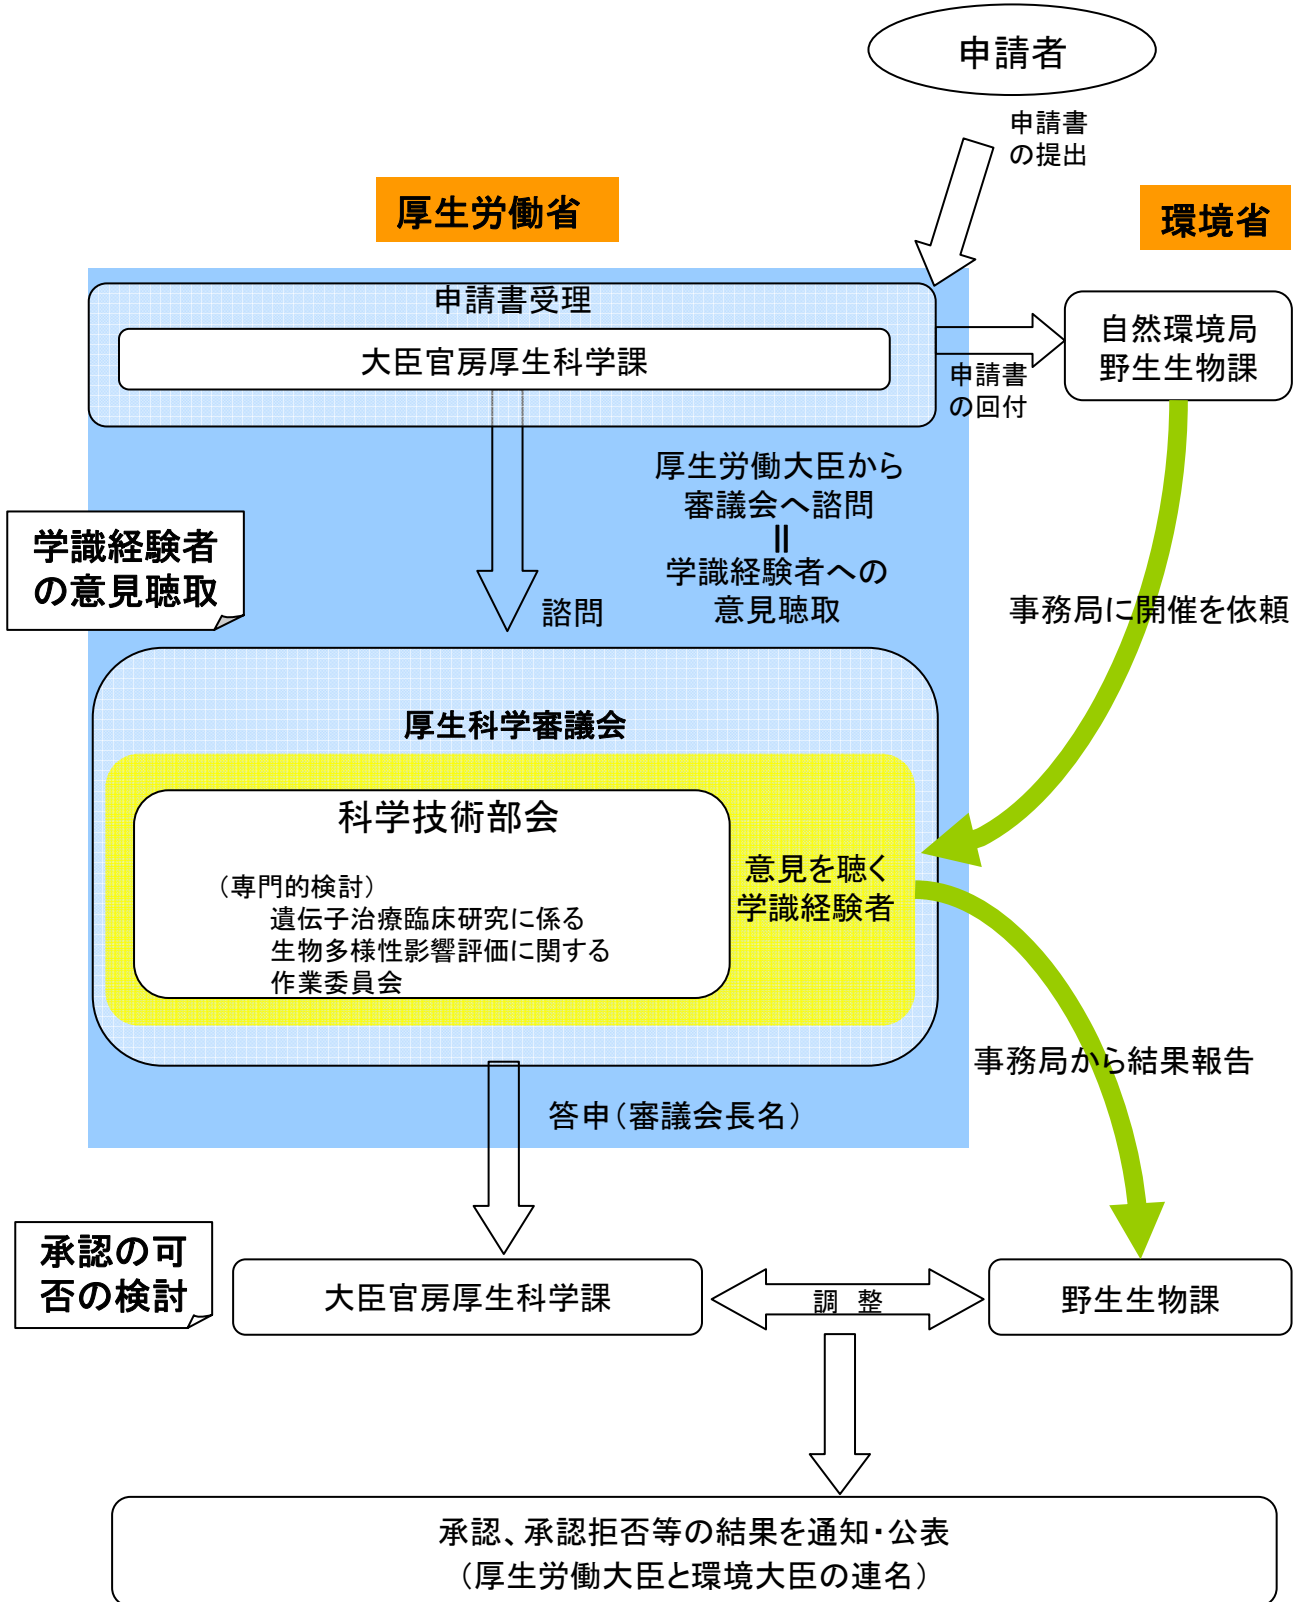 申請者
申請書
の提出
厚生労働省
環境省
申請書受理
大臣官房厚生科学課
自然環境局
野生生物課
申請書
の回付
厚生労働大臣から
審議会へ諮問
||
学識経験者への
意見聴取
学識経験者
の意見聴取
諮問
事務局に開催を依頼
厚生科学審議会
科学技術部会
（専門的検討）
遺伝子治療臨床研究に係る
生物多様性影響評価に関する
作業委員会
意見を聴く
学識経験者
事務局から結果報告
答申（審議会長名）
承認の可
否の検討
大臣官房厚生科学課
調 整
野生生物課
承認、承認拒否等の結果を通知・公表
（厚生労働大臣と環境大臣の連名）